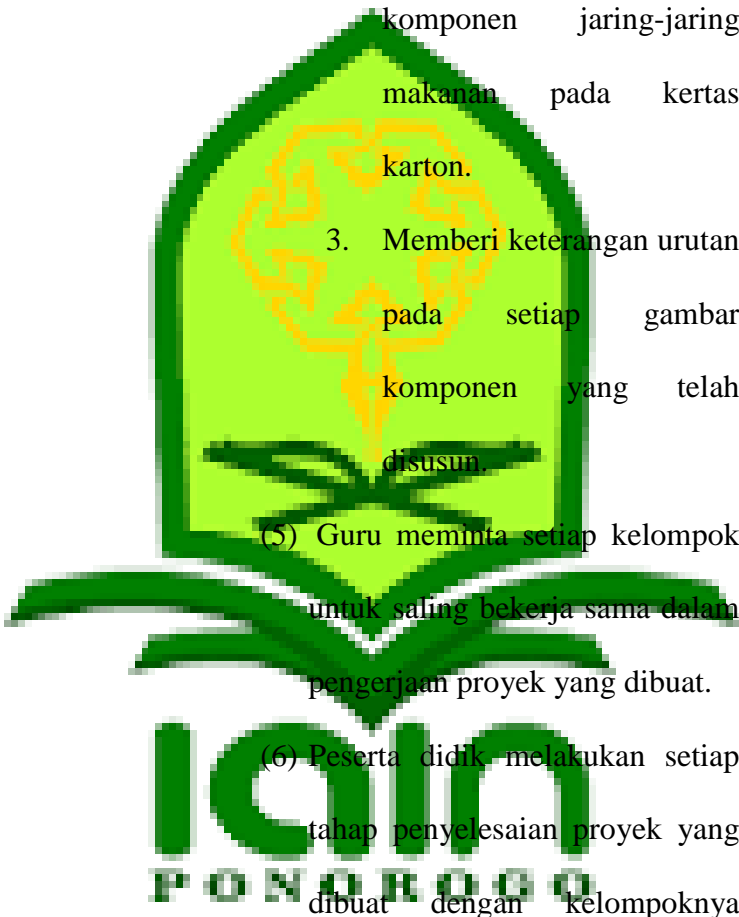 komponen jaring-jaring
makanan pada kertas
karton.
3. Memberi keterangan urutan
pada setiap gambar
komponen yang telah
disusun.
(5) Guru meminta setiap kelompok
untuk saling bekerja sama dalam
pengerjaan proyek yang dibuat.
(6) Peserta didik melakukan setiap
tahap penyelesaian proyek yang
dibuat dengan kelompoknya
iain
PONOROGO